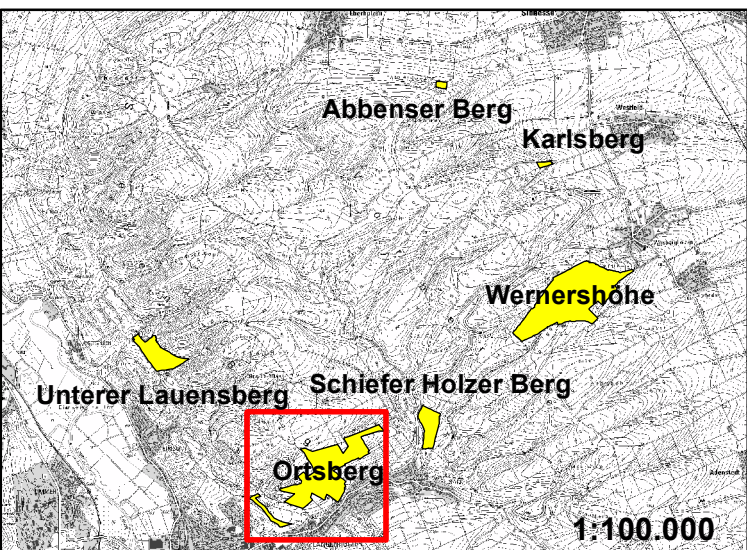 Abbenser Berg
Karlsberg
Wernershöhe
Schiefer Holzer Berg
Unterer Lauensberg
Ortsberg
1:100.000